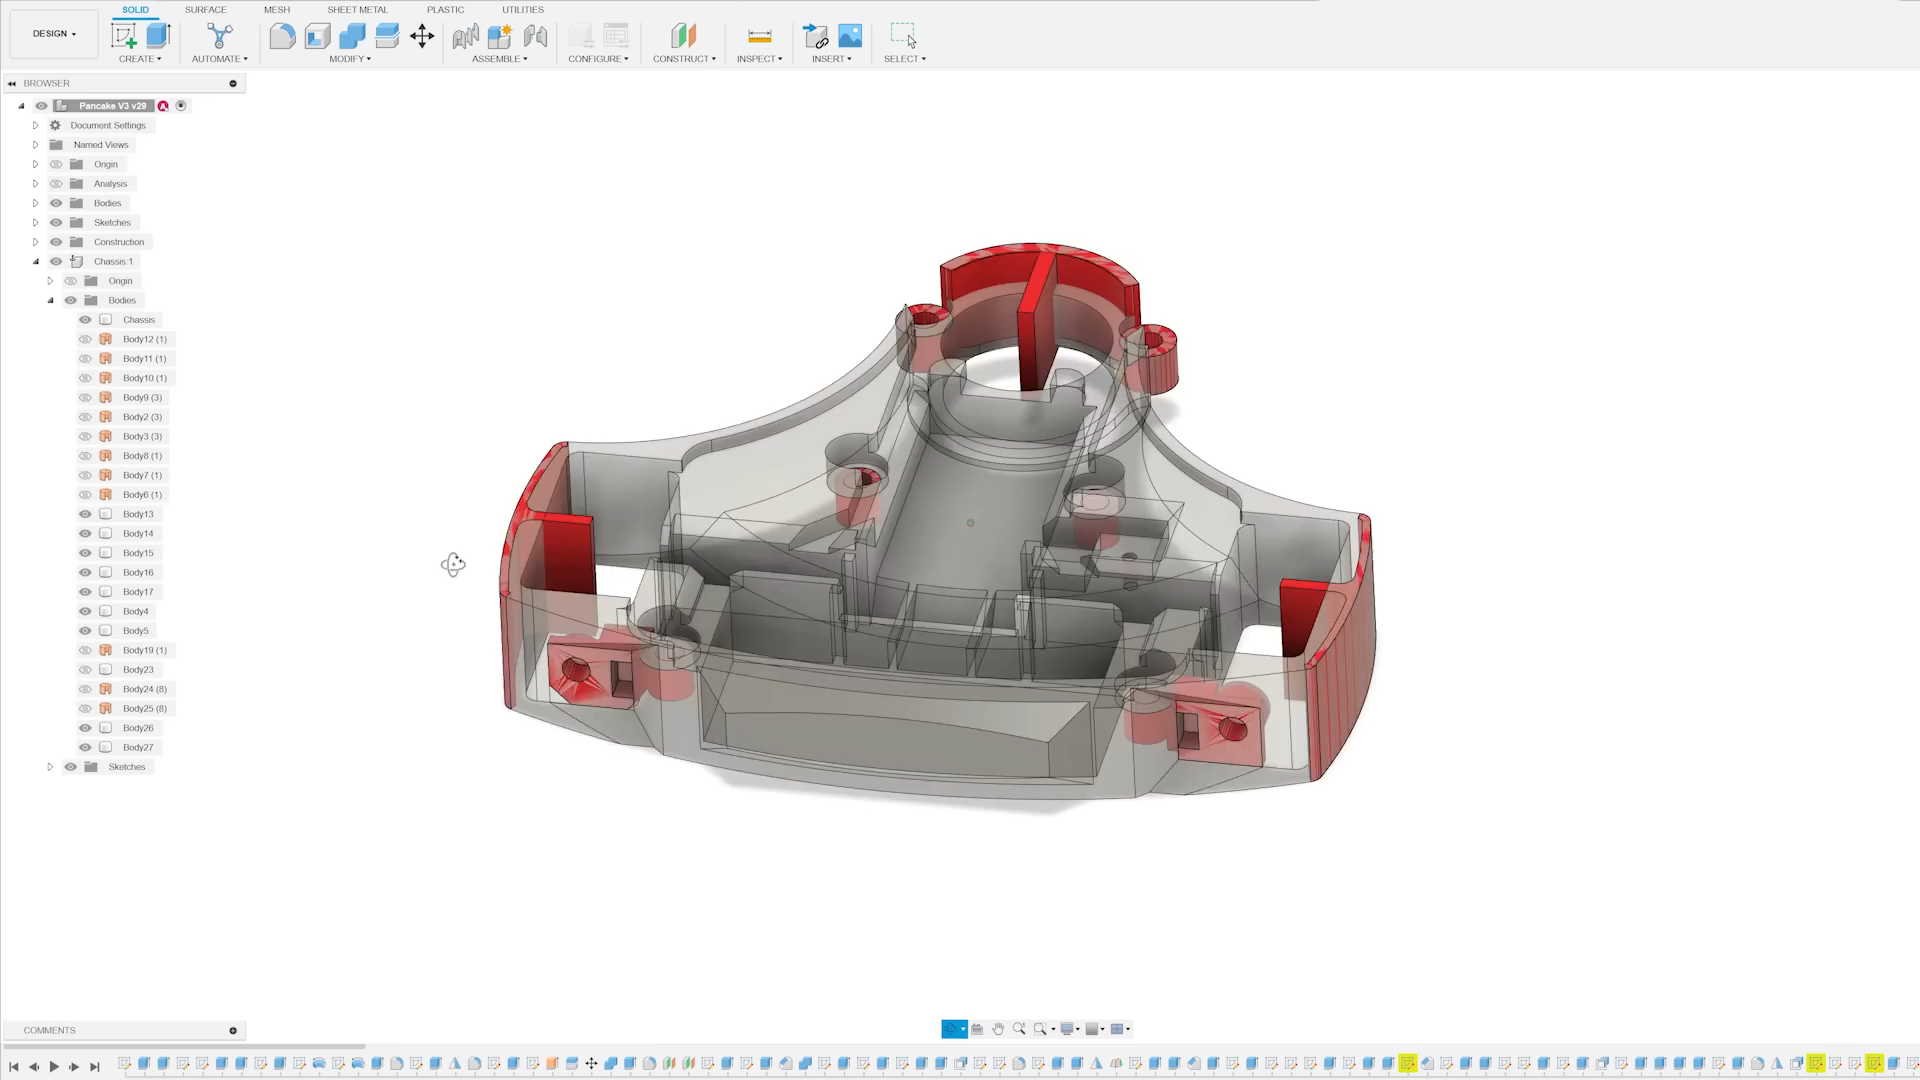 SOLID SURFACE MESH SHEET METAL PLASTIC UTILITIES
DESIGN
CREATE AUTOMATE MODIFY ASSEMBLE CONFIGURE CONSTRUCT INSPECT INSERT SELECT
BROWSER
Pancake V3 v29
Document Settings
Named Views
Origin
Analysis
Bodies
Sketches
Construction
Chassis:1
Origin
Bodies
Chassis
Body12 (1)
Body11 (1)
Body10 (1)
Body9 (3)
Body2 (3)
Body3 (3)
Body8 (1)
Body7 (1)
Body6 (1)
Body13
Body14
Body15
Body16
Body17
Body4
Body5
Body19 (1)
Body23
Body24 (8)
Body25 (8)
Body26
Body27
Sketches
COMMENTS